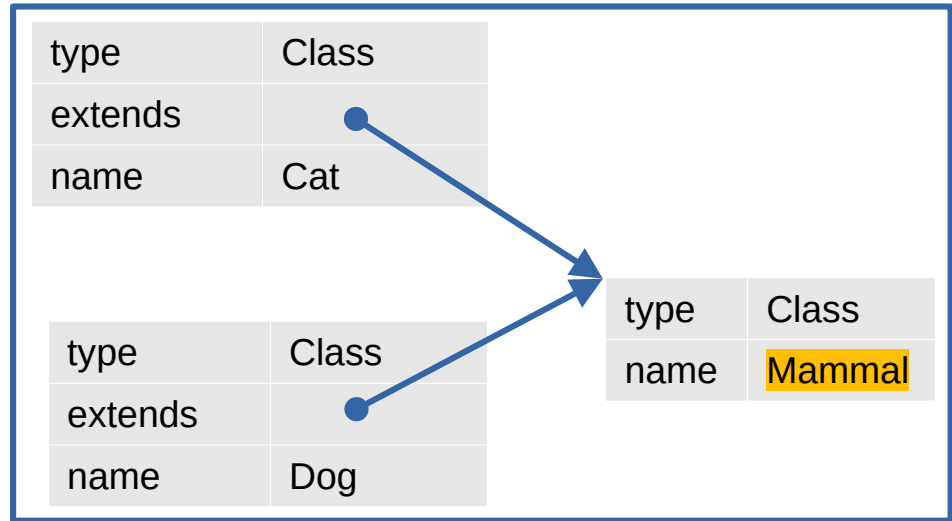 type Class
extends
name Cat
type Class
extends
name Dog
type Class
name Mammal